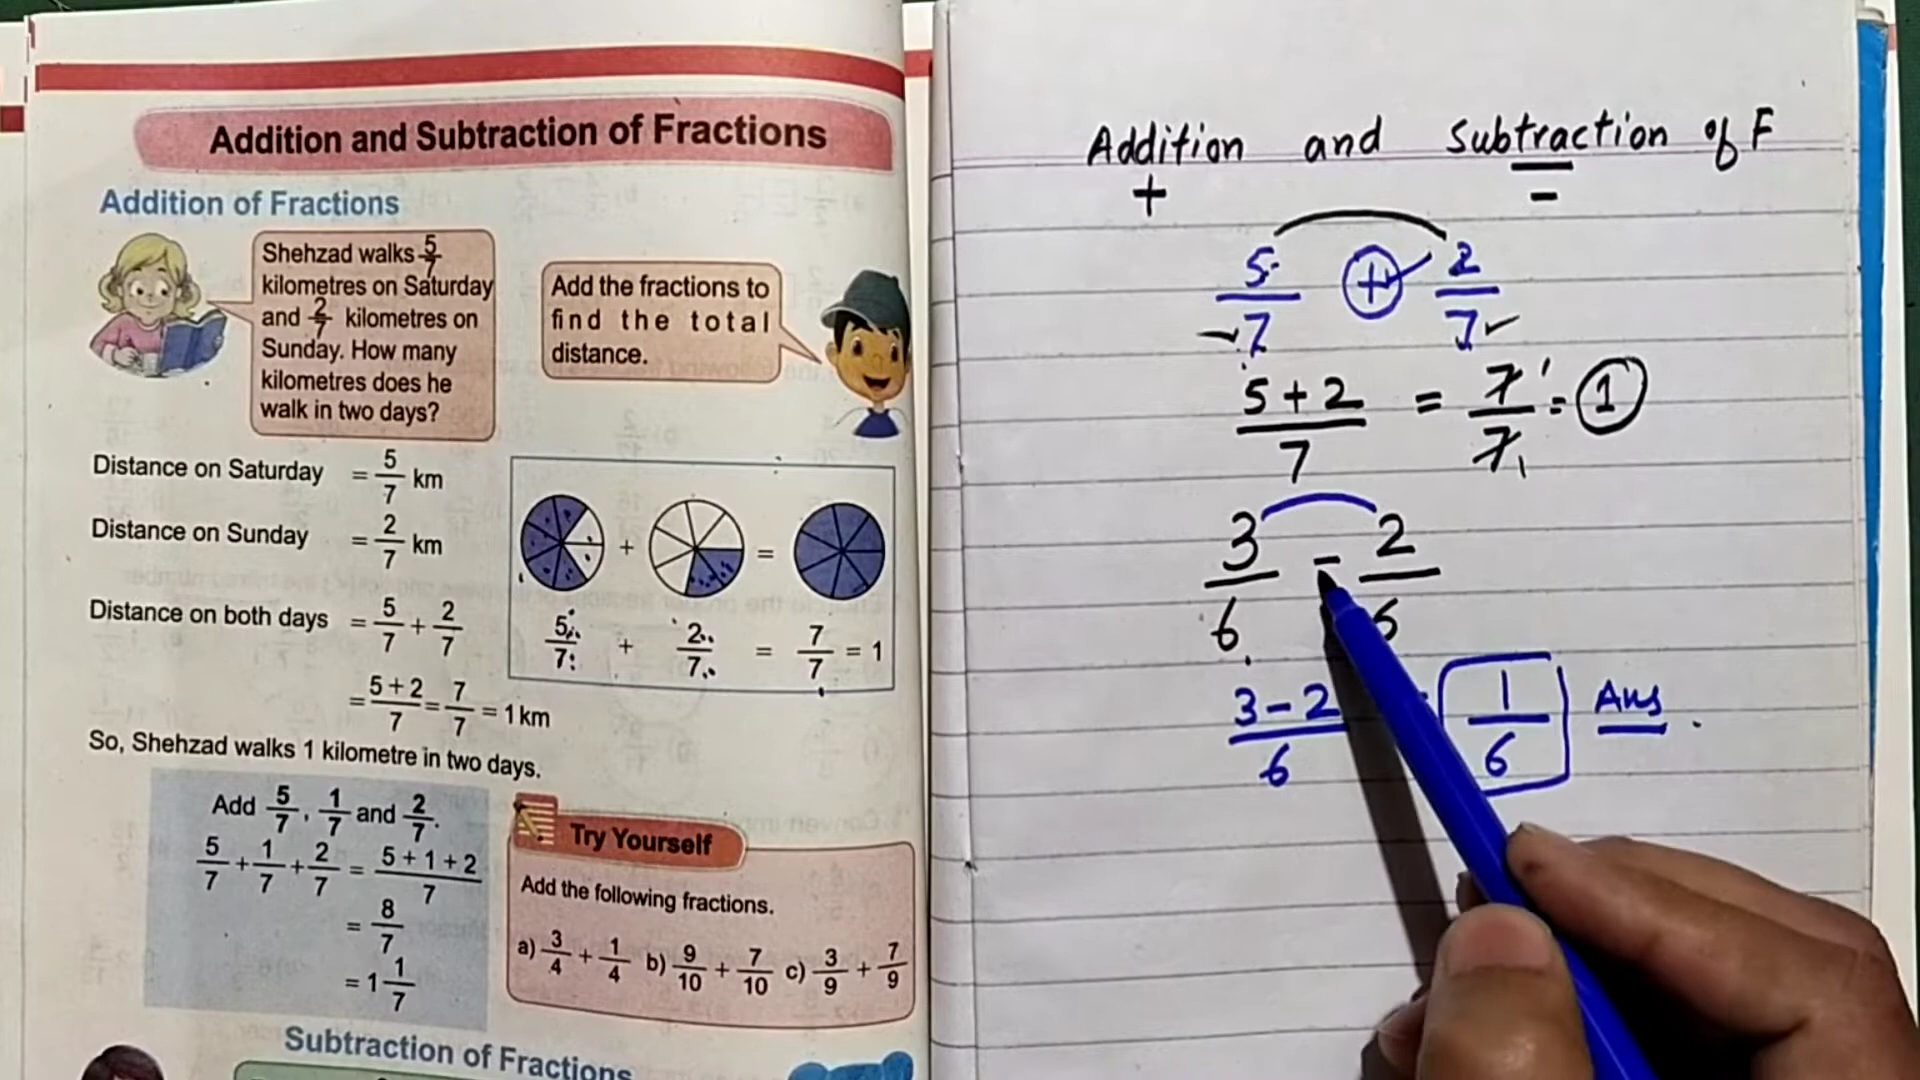 Addition and Subtraction of Fractions
Addition of Fractions
Shehzad walks 5/7
kilometres on Saturday
and 2/7 kilometres on
Sunday. How many
kilometres does he
walk in two days?
Add the fractions to
find the total
distance.
Distance on Saturday = 5/7 km
Distance on Sunday = 2/7 km
Distance on both days = 5/7 + 2/7
= 5+2/7 = 7/7 = 1 km
So, Shehzad walks 1 kilometre in two days.
+ =
5/7 + 2/7 = 7/7 = 1
Add 5/7, 1/7 and 2/7.
5/7 + 1/7 + 2/7 = 5+1+2/7
= 8/7
= 1 1/7
Try Yourself
Add the following fractions.
a) 3/4 + 1/4 b) 9/10 + 7/10 c) 3/9 + 7/9
Subtraction of Fractions
Addition and Subtraction of F
+ -
5/7 + 2/7
5+2/7 = 7/7 = 1
3/6 - 2/6
3-2/6 = 1/6 Ans.